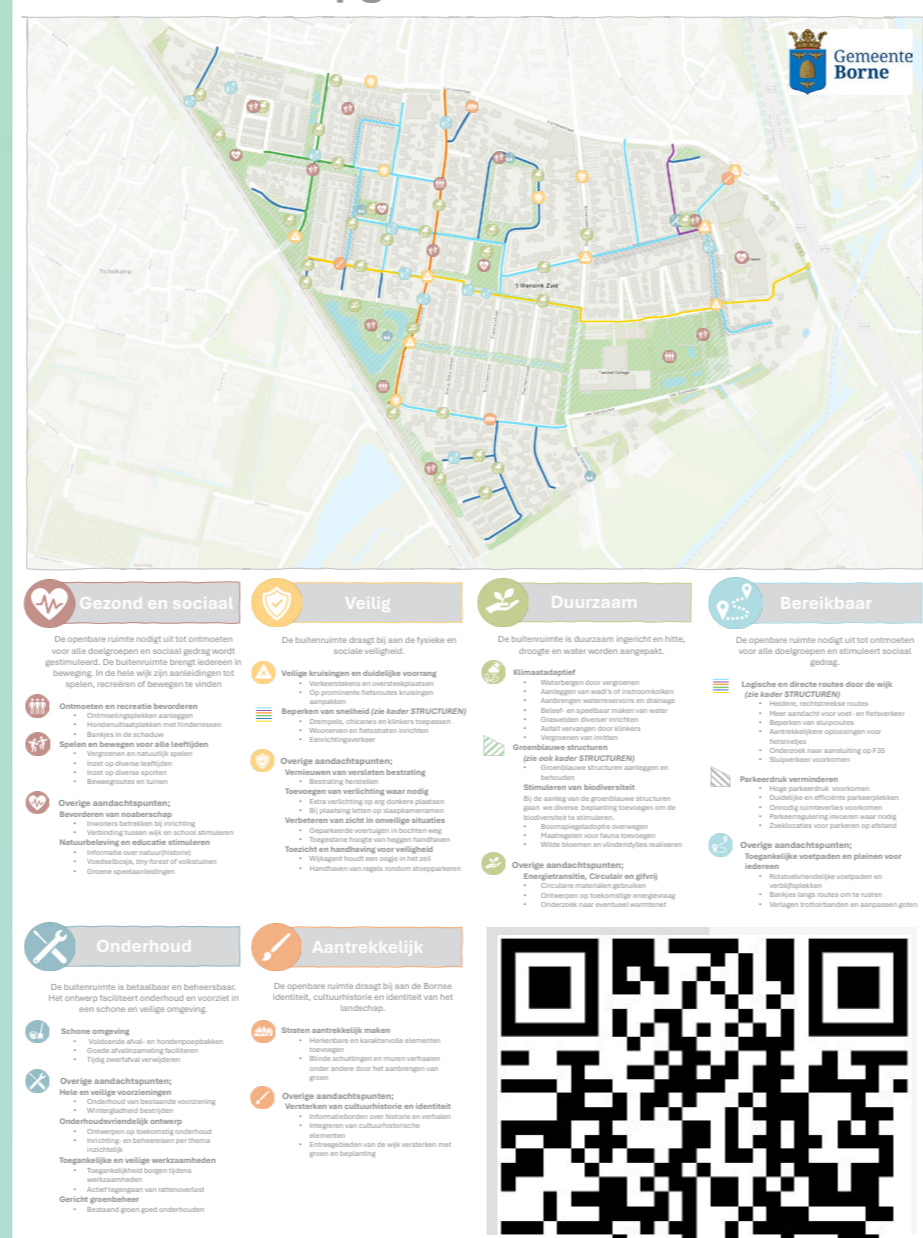 Gemeente
Borne
Tichelkamp
't Wensink Zuid
Twickel College
Gezond en sociaal
De openbare ruimte nodigt uit tot ontmoeten
voor alle doelgroepen en sociaal gedrag wordt
gestimuleerd. De buitenruimte brengt iedereen in
beweging. In de hele wijk zijn aanleidingen tot
spelen, recreëren of bewegen te vinden
Ontmoeten en recreatie bevorderen
• Ontmoetingsplekken aanleggen
• Hondenuitlaatplekken met hindernissen
• Bankjes in de schaduw
Spelen en bewegen voor alle leeftijden
• Vergroenen en natuurlijk spelen
• Inzet op diverse leeftijden
• Inzet op diverse sporten
• Beweegroutes en tuinen
Overige aandachtspunten;
Bevorderen van noaberschap
• Inwoners betrekken bij inrichting
• Verbinding tussen wijk en school stimuleren
Natuurbeleving en educatie stimuleren
• Informatie over natuur(historie)
• Voedselbosje, tiny forest of volkstuinen
• Groene speelaanleidingen
Veilig
De buitenruimte draagt bij aan de fysieke en
sociale veiligheid.
Veilige kruisingen en duidelijke voorrang
• Verkeerstekens en oversteekplaatsen
• Op prominente fietsroutes kruisingen
aanpakken
Beperken van snelheid (zie kader STRUCTUREN)
• Drempels, chicanes en klinkers toepassen
• Woonerven en fietsstraten inrichten
• Eenrichtingsverkeer
Overige aandachtspunten;
Vernieuwen van versleten bestrating
• Bestrating herstellen
Toevoegen van verlichting waar nodig
• Extra verlichting op erg donkere plaatsen
• Bij plaatsing letten op slaapkamerramen
Verbeteren van zicht in onveilige situaties
• Geparkeerde voertuigen in bochten weg
• Toegestane hoogte van heggen handhaven
Toezicht en handhaving voor veiligheid
• Wijkagent houdt een oogje in het zeil
• Handhaven van regels rondom stoepparkeren
Duurzaam
De buitenruimte is duurzaam ingericht en hitte,
droogte en water worden aangepakt.
Klimaatadaptief
• Waterbergen door vergroenen
• Aanleggen van wadi's of instroomkolken
• Aanbrengen waterreservoirs en drainage
• Beleef- en speelbaar maken van water
• Grasvelden diverser inrichten
• Asfalt vervangen door klinkers
• Vergroenen van inritten
Groenblauwe structuren
(zie ook kader STRUCTUREN)
• Groenblauwe structuren aanleggen en
behouden
Stimuleren van biodiversiteit
Bij de aanleg van de groenblauwe structuren
gaan we diverse beplanting toevoegen om de
biodiversiteit te stimuleren.
• Boomspiegeladoptie overwegen
• Maatregelen voor fauna toevoegen
• Wilde bloemen en vlinderidylles realiseren
Overige aandachtspunten;
Energietransitie, Circulair en gifvrij
• Circulaire materialen gebruiken
• Ontwerpen op toekomstige energievraag
• Onderzoek naar eventueel warmtenet
Bereikbaar
De openbare ruimte nodigt uit tot ontmoeten
voor alle doelgroepen en stimuleert sociaal
gedrag.
Logische en directe routes door de wijk
(zie kader STRUCTUREN)
• Heldere, rechtstreekse routes
• Meer aandacht voor voet- en fietsverkeer
• Beperken van sluiproutes
• Aantrekkelijkere oplossingen voor
fietsnietjes
• Onderzoek naar aansluiting op F35
• Sluipverkeer voorkomen
Parkeerdruk verminderen
• Hoge parkeerdruk voorkomen
• Duidelijke en efficiënte parkeerplekken
• Onnodig ruimteverlies voorkomen
• Parkeerregulering invoeren waar nodig
• Zoeklocaties voor parkeren op afstand
Overige aandachtspunten;
Toegankelijke voetpaden en pleinen voor
iedereen
• Rolstoelvriendelijke voetpaden en
verblijfsplekken
• Bankjes langs routes om te rusten
• Verlagen trottoirbanden en aanpassen goten
Onderhoud
De buitenruimte is betaalbaar en beheersbaar.
Het ontwerp faciliteert onderhoud en voorziet in
een schone en veilige omgeving.
Schone omgeving
• Voldoende afval- en hondenpoepbakken
• Goede afvalinzameling faciliteren
• Tijdig zwerfafval verwijderen
Overige aandachtspunten;
Hele en veilige voorzieningen
• Onderhoud van bestaande voorziening
• Wintergladheid bestrijden
Onderhoudsvriendelijk ontwerp
• Ontwerpen op toekomstig onderhoud
• Inrichting- en beheereisen per thema
inzichtelijk
Toegankelijke en veilige werkzaamheden
• Toegankelijkheid borgen tijdens
werkzaamheden
• Actief tegengaan van rattenoverlast
Gericht groenbeheer
• Bestaand groen goed onderhouden
Aantrekkelijk
De openbare ruimte draagt bij aan de Bornse
identiteit, cultuurhistorie en identiteit van het
landschap.
Straten aantrekkelijk maken
• Herkenbare en karaktervolle elementen
toevoegen
• Blinde schuttingen en muren verfraaien
onder andere door het aanbrengen van
groen
Overige aandachtspunten;
Versterken van cultuurhistorie en identiteit
• Informatieborden over historie en verhalen
• Integreren van cultuurhistorische
elementen
• Entreegebieden van de wijk versterken met
groen en beplanting